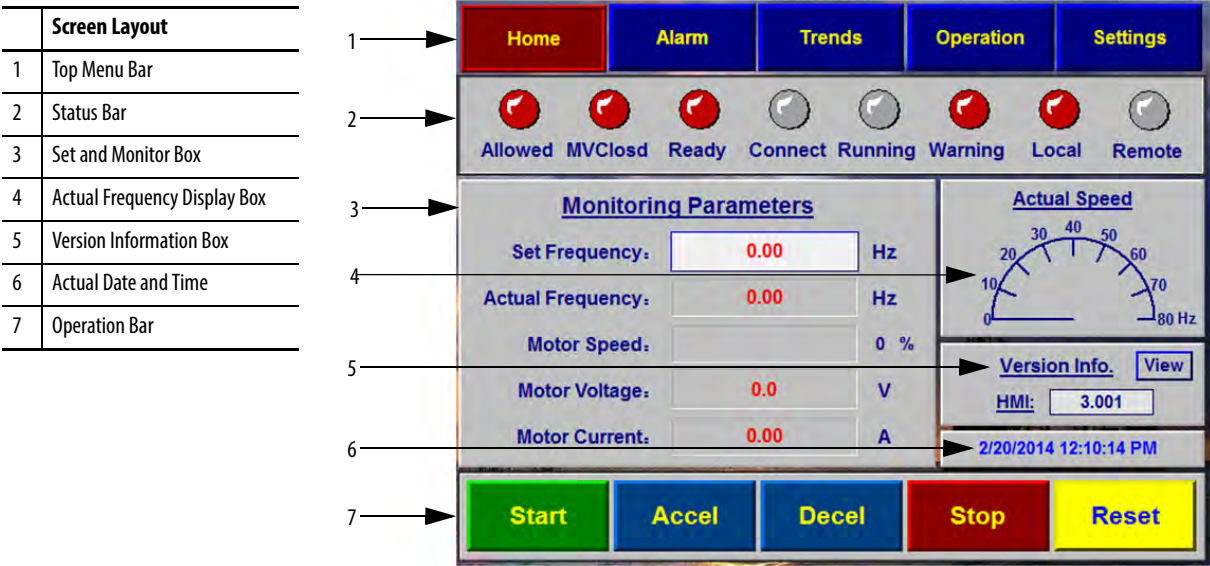 Screen Layout
1 Top Menu Bar
2 Status Bar
3 Set and Monitor Box
4 Actual Frequency Display Box
5 Version Information Box
6 Actual Date and Time
7 Operation Bar
1
Home Alarm Trends Operation Settings
2
Allowed MVClosd Ready Connect Running Warning Local Remote
3
Monitoring Parameters
Set Frequency: 0.00 Hz
Actual Frequency: 0.00 Hz
Motor Speed: 0 %
Motor Voltage: 0.0 V
Motor Current: 0.00 A
4
Actual Speed
0 10 20 30 40 50 60 70 80 Hz
5
Version Info. View
HMI: 3.001
6
2/20/2014 12:10:14 PM
7
Start Accel Decel Stop Reset